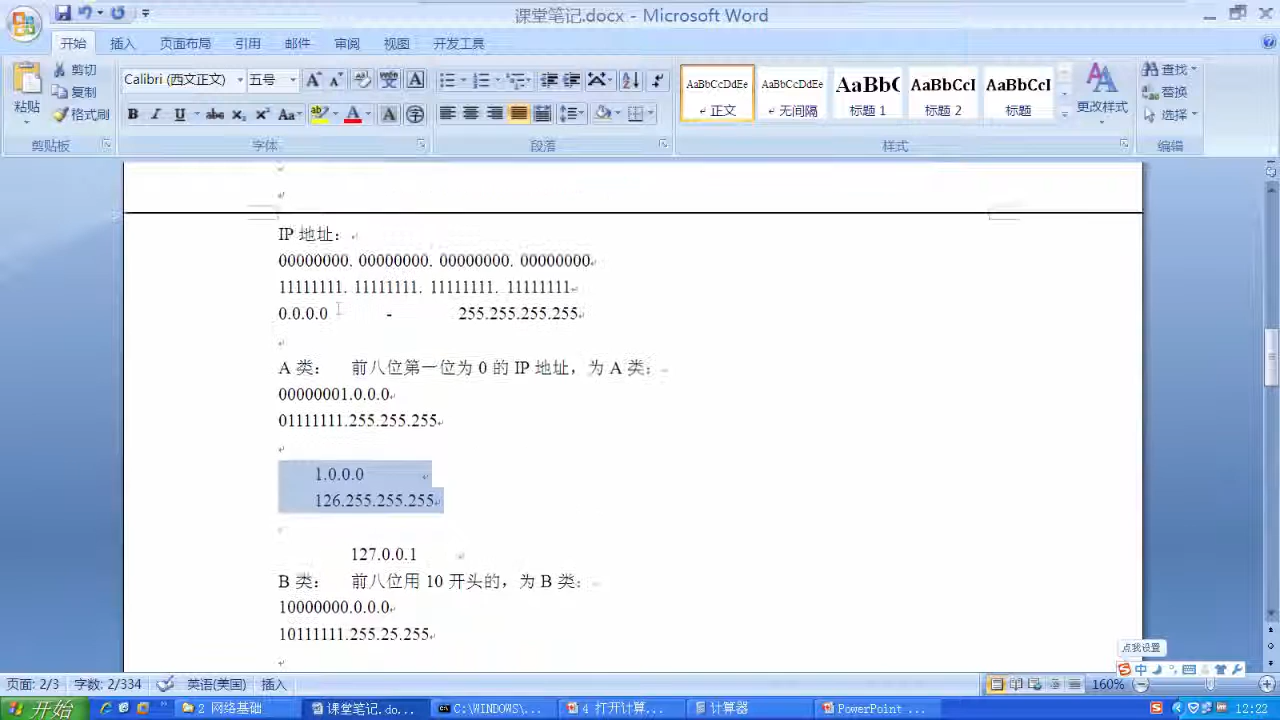 课堂笔记.docx - Microsoft Word
开始 插入 页面布局 引用 邮件 审阅 视图 开发工具
粘贴 剪切 复制 格式刷
Calibri (西文正文) 五号
AaBbCcDdEe AaBbCcDdEe AaBbC AaBbCcI AaBbCcI
正文 无间隔 标题 1 标题 2 标题
更改样式
查找 替换 选择
剪贴板 字体 段落 样式 编辑
IP 地址：
00000000. 00000000. 00000000. 00000000
11111111. 11111111. 11111111. 11111111
0.0.0.0 - 255.255.255.255
A 类： 前八位第一位为 0 的 IP 地址，为 A 类：
00000001.0.0.0
01111111.255.255.255
1.0.0.0
126.255.255.255
127.0.0.1
B 类： 前八位用 10 开头的，为 B 类：
10000000.0.0.0
10111111.255.25.255
点我设置
中
页面: 2/3 字数: 2/334 英语(美国) 插入 160%
开始 2 网络基础 课堂笔记.do... C:\WINDOWS\... 4 打开计算... 计算器 PowerPoint ... 12:22